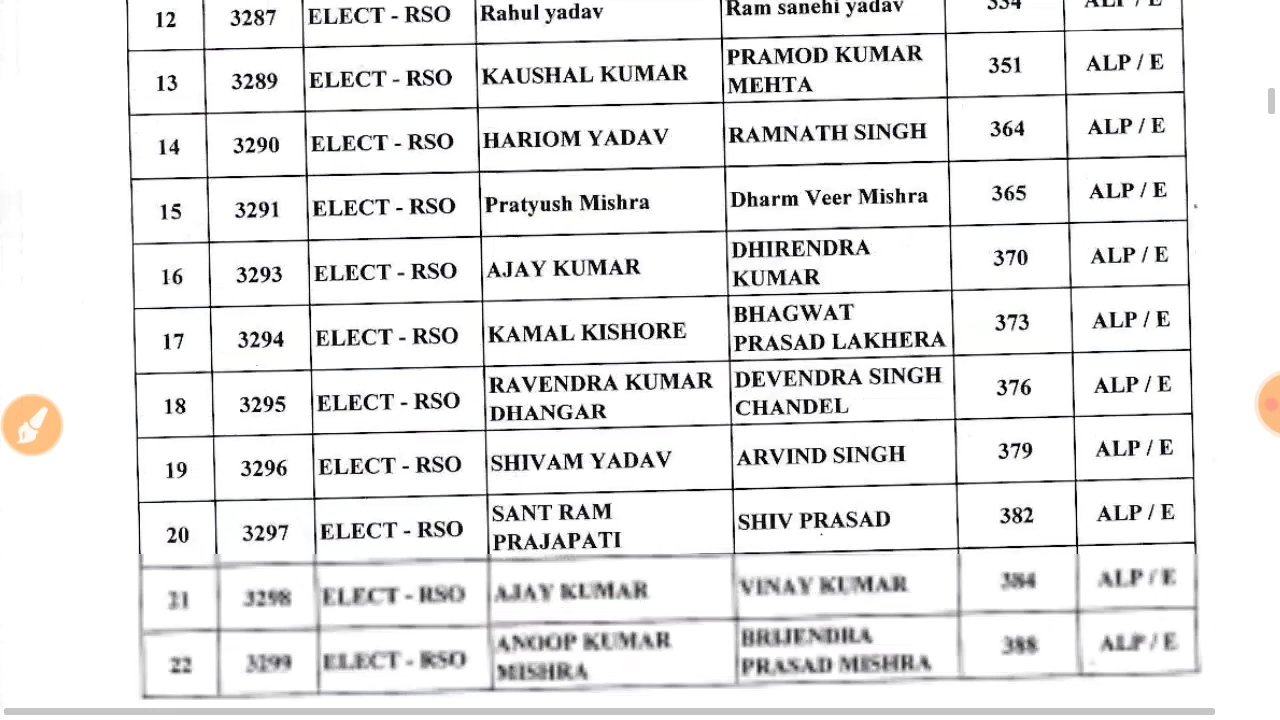 12 3287 ELECT - RSO Rahul yadav Ram sanehi yadav 334 ALP / E
13 3289 ELECT - RSO KAUSHAL KUMAR PRAMOD KUMAR MEHTA 351 ALP / E
14 3290 ELECT - RSO HARIOM YADAV RAMNATH SINGH 364 ALP / E
15 3291 ELECT - RSO Pratyush Mishra Dharm Veer Mishra 365 ALP / E
16 3293 ELECT - RSO AJAY KUMAR DHIRENDRA KUMAR 370 ALP / E
17 3294 ELECT - RSO KAMAL KISHORE BHAGWAT PRASAD LAKHERA 373 ALP / E
18 3295 ELECT - RSO RAVENDRA KUMAR DHANGAR DEVENDRA SINGH CHANDEL 376 ALP / E
19 3296 ELECT - RSO SHIVAM YADAV ARVIND SINGH 379 ALP / E
20 3297 ELECT - RSO SANT RAM PRAJAPATI SHIV PRASAD 382 ALP / E
21 3298 ELECT - RSO AJAY KUMAR VINAY KUMAR 384 ALP / E
22 3299 ELECT - RSO ANOOP KUMAR MISHRA BRIJENDRA PRASAD MISHRA 388 ALP / E